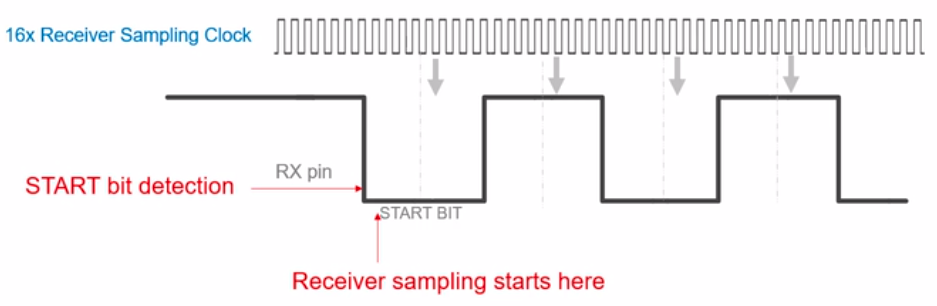 16x Receiver Sampling Clock
RX pin
START bit detection
START BIT
Receiver sampling starts here